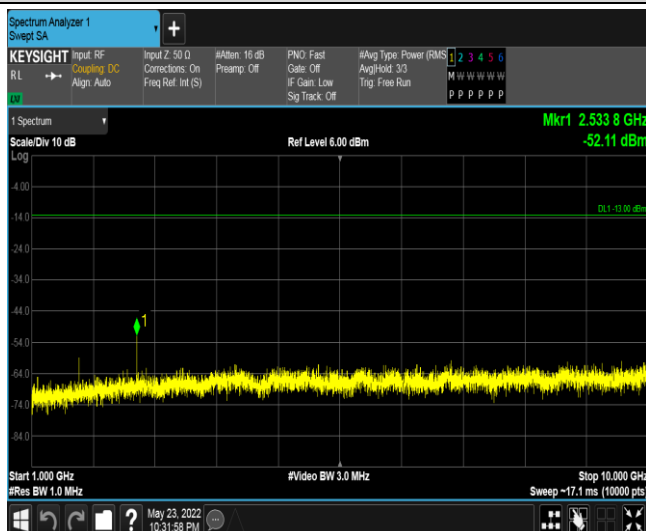 Spectrum Analyzer 1
Swept SA
KEYSIGHT
RL
LXI
Input: RF
Coupling: DC
Align: Auto
Input Z: 50 Ω
Corrections: On
Freq Ref: Int (S)
#Atten: 16 dB
Preamp: Off
PNO: Fast
Gate: Off
IF Gain: Low
Sig Track: Off
#Avg Type: Power (RMS
Avg|Hold: 3/3
Trig: Free Run
1 2 3 4 5 6
M W W W W W
P P P P P P
1 Spectrum
Mkr1 2.533 8 GHz
Scale/Div 10 dB
Ref Level 6.00 dBm
-52.11 dBm
Log
-4.00
DL1 -13.00 dBm
-14.0
-24.0
-34.0
-44.0
1
-54.0
-64.0
-74.0
-84.0
Start 1.000 GHz
#Video BW 3.0 MHz
Stop 10.000 GHz
#Res BW 1.0 MHz
Sweep ~17.1 ms (10000 pts)
May 23, 2022
10:31:58 PM